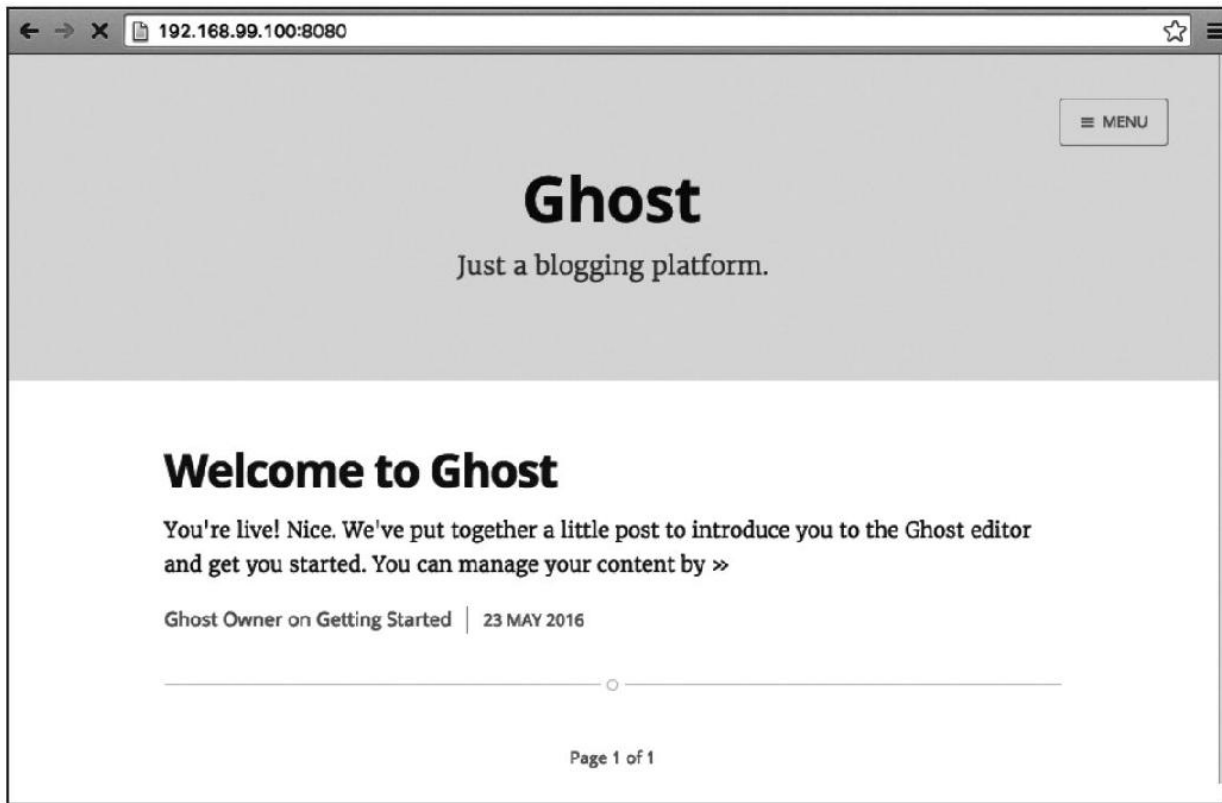 192.168.99.100:8080
MENU
Ghost
Just a blogging platform.
Welcome to Ghost
You're live! Nice. We've put together a little post to introduce you to the Ghost editor
and get you started. You can manage your content by »
Ghost Owner on Getting Started | 23 MAY 2016
Page 1 of 1